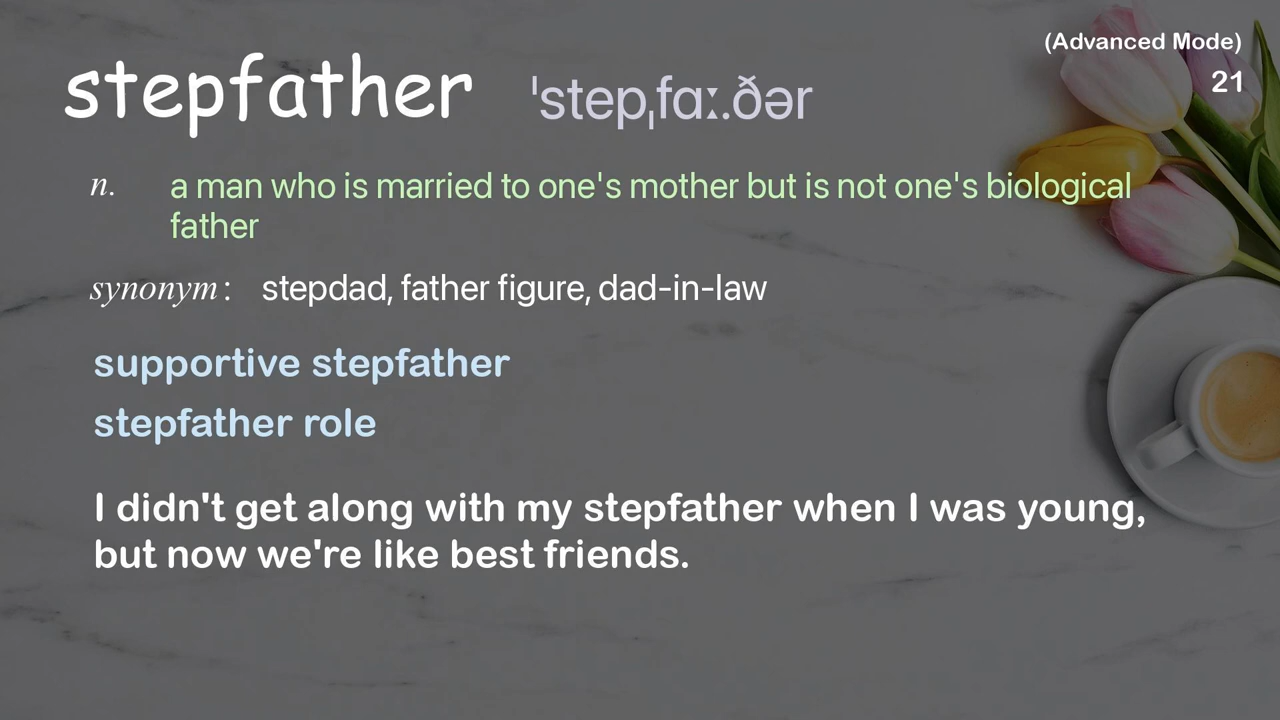 (Advanced Mode)
stepfather ˈstepˌfɑː.ðər
21
n. a man who is married to one's mother but is not one's biological
father
synonym: stepdad, father figure, dad-in-law
supportive stepfather
stepfather role
I didn't get along with my stepfather when I was young,
but now we're like best friends.